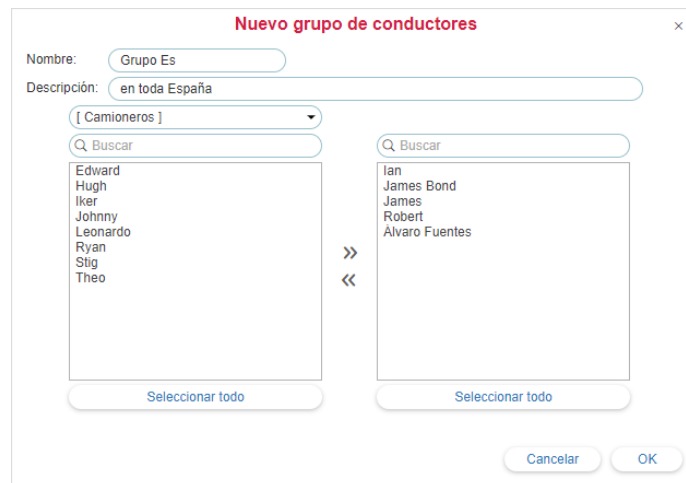 Nuevo grupo de conductores
×
Nombre: Grupo Es
Descripción: en toda España
[ Camioneros ]
Buscar
Edward
Hugh
Iker
Johnny
Leonardo
Ryan
Stig
Theo
Seleccionar todo
»
«
Buscar
Ian
James Bond
James
Robert
Álvaro Fuentes
Seleccionar todo
Cancelar
OK